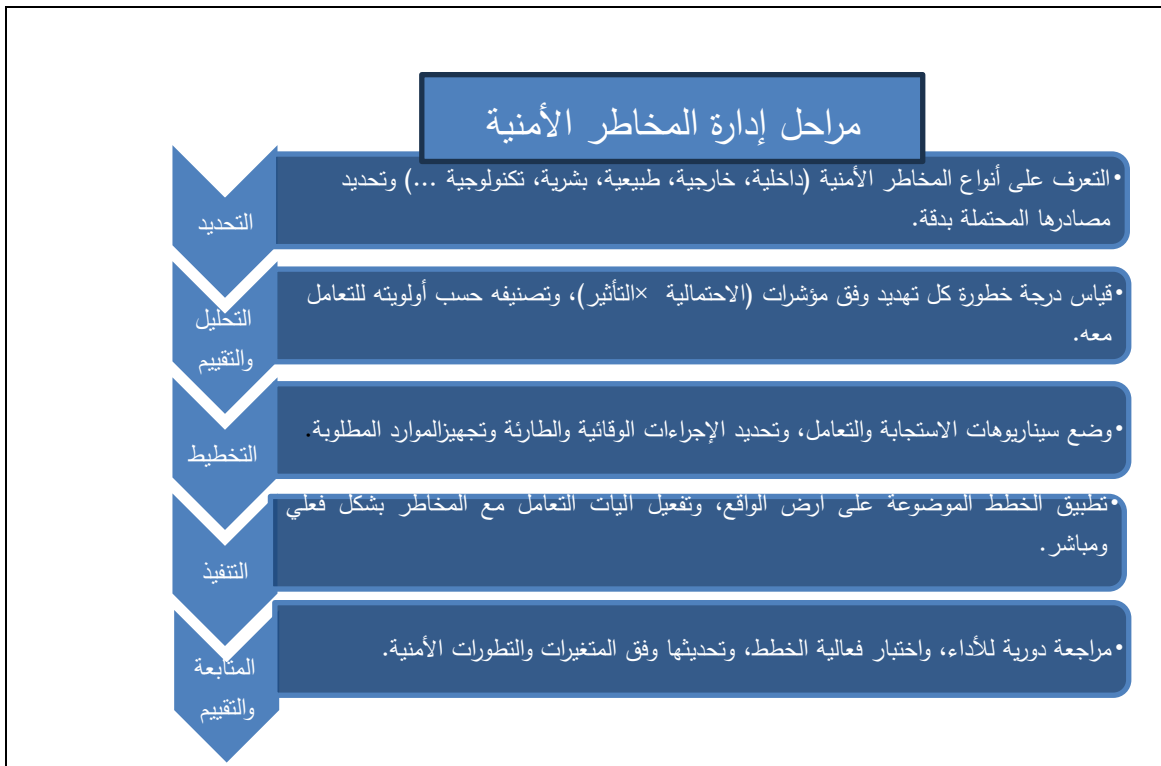 مراحل إدارة المخاطر الأمنية
التحديد
•التعرف على أنواع المخاطر الأمنية (داخلية، خارجية، طبيعية، بشرية، تكنولوجية ...) وتحديد
مصادرها المحتملة بدقة.
التحليل
والتقييم
•قياس درجة خطورة كل تهديد وفق مؤشرات (الاحتمالية ×التأثير)، وتصنيفه حسب أولويته للتعامل
معه.
التخطيط
•وضع سيناريوهات الاستجابة والتعامل، وتحديد الإجراءات الوقائية والطارئة وتجهيزالموارد المطلوبة.
التنفيذ
•تطبيق الخطط الموضوعة على ارض الواقع، وتفعيل اليات التعامل مع المخاطر بشكل فعلي
ومباشر.
المتابعة
والتقييم
•مراجعة دورية للأداء، واختبار فعالية الخطط، وتحديثها وفق المتغيرات والتطورات الأمنية.